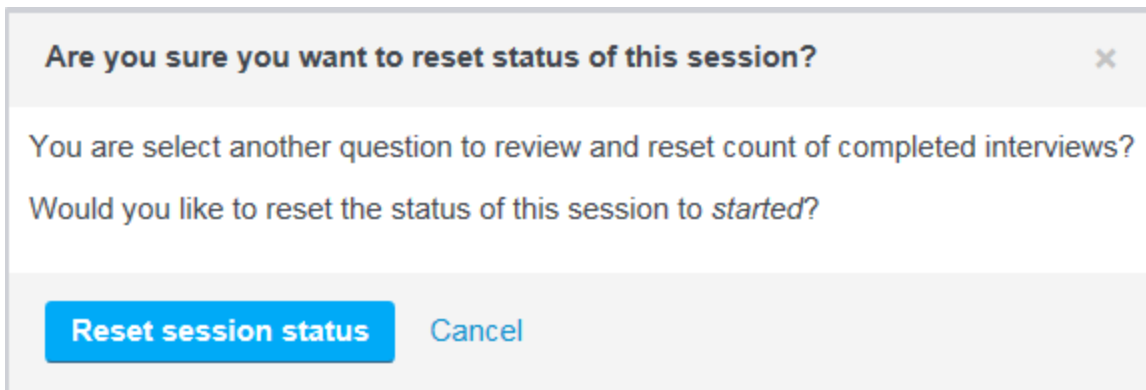 Are you sure you want to reset status of this session?
You are select another question to review and reset count of completed interviews?
Would you like to reset the status of this session to started?
Reset session status Cancel